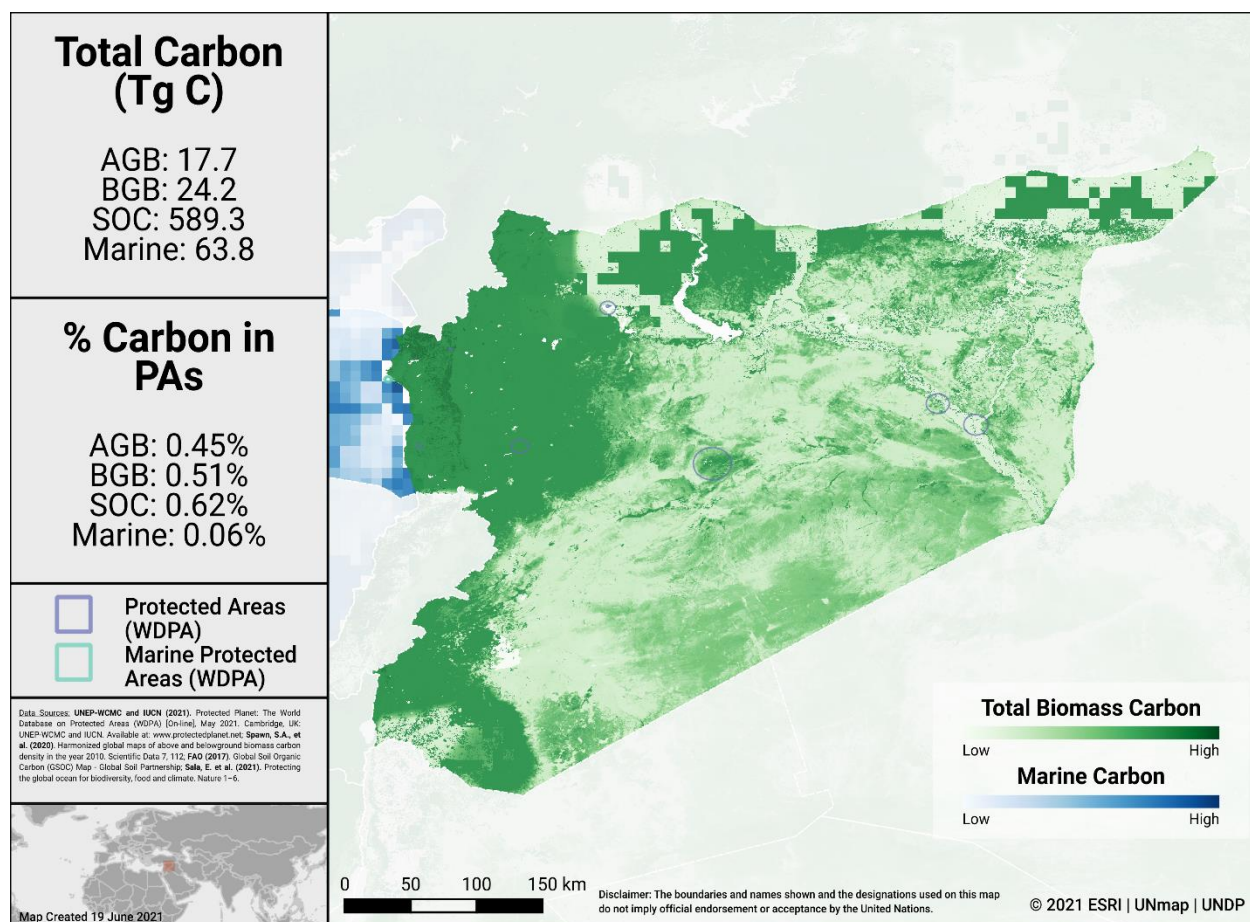 Total Carbon
(Tg C)
AGB: 17.7
BGB: 24.2
SOC: 589.3
Marine: 63.8
% Carbon in
PAs
AGB: 0.45%
BGB: 0.51%
SOC: 0.62%
Marine: 0.06%
Protected Areas
(WDPA)
Marine Protected
Areas (WDPA)
Data Sources: UNEP-WCMC and IUCN (2021). Protected Planet: The World
Database on Protected Areas (WDPA) [On-line], May 2021. Cambridge, UK:
UNEP-WCMC and IUCN. Available at: www.protectedplanet.net; Spawn, S.A., et
al. (2020). Harmonized global maps of above and belowground biomass carbon
density in the year 2010. Scientific Data 7, 112; FAO (2017). Global Soil Organic
Carbon (GSOC) Map - Global Soil Partnership; Sala, E. et al. (2021). Protecting
the global ocean for biodiversity, food and climate. Nature 1–6.
Map Created 19 June 2021
0 50 100 150 km
Disclaimer: The boundaries and names shown and the designations used on this map
do not imply official endorsement or acceptance by the United Nations.
Total Biomass Carbon
Low High
Marine Carbon
Low High
© 2021 ESRI | UNmap | UNDP